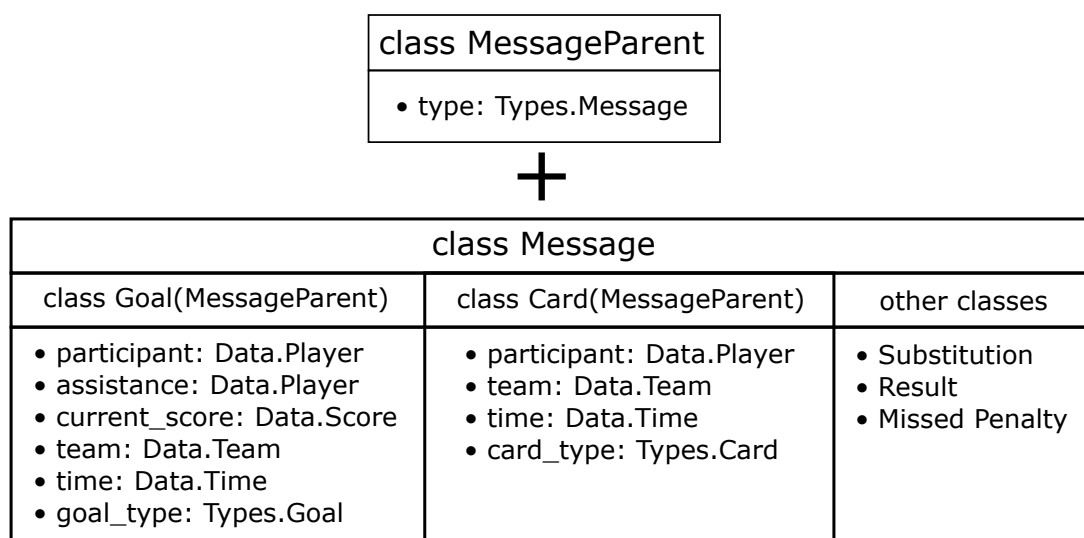 class MessageParent
• type: Types.Message
+
class Message
class Goal(MessageParent)
• participant: Data.Player
• assistance: Data.Player
• current_score: Data.Score
• team: Data.Team
• time: Data.Time
• goal_type: Types.Goal
class Card(MessageParent)
• participant: Data.Player
• team: Data.Team
• time: Data.Time
• card_type: Types.Card
other classes
• Substitution
• Result
• Missed Penalty